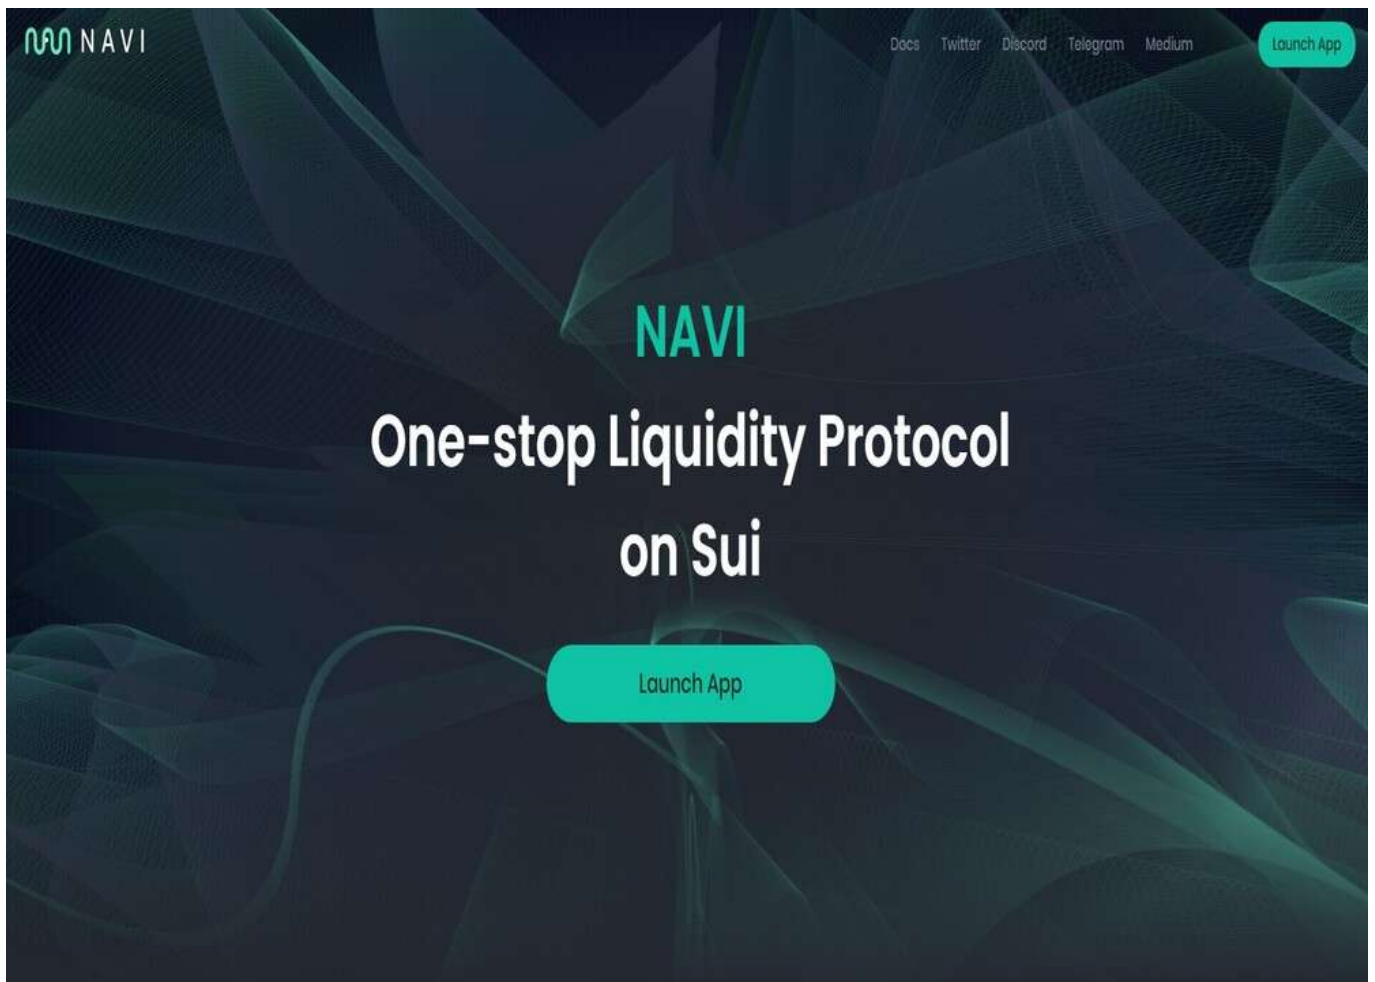 NAVI
Docs Twitter Discord Telegram Medium Launch App
NAVI
One-stop Liquidity Protocol
on Sui
Launch App